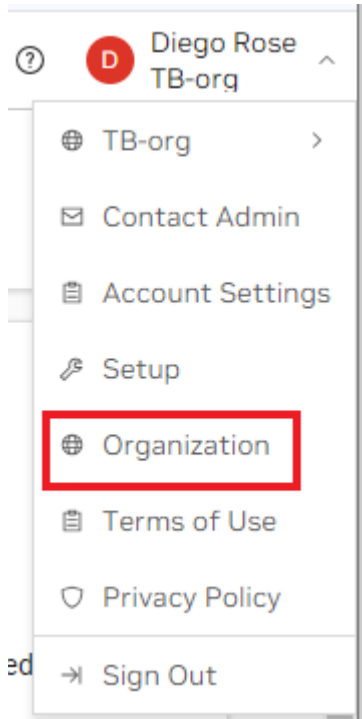 Diego Rose
D
TB-org
TB-org
Contact Admin
Account Settings
Setup
Organization
Terms of Use
Privacy Policy
ed
Sign Out